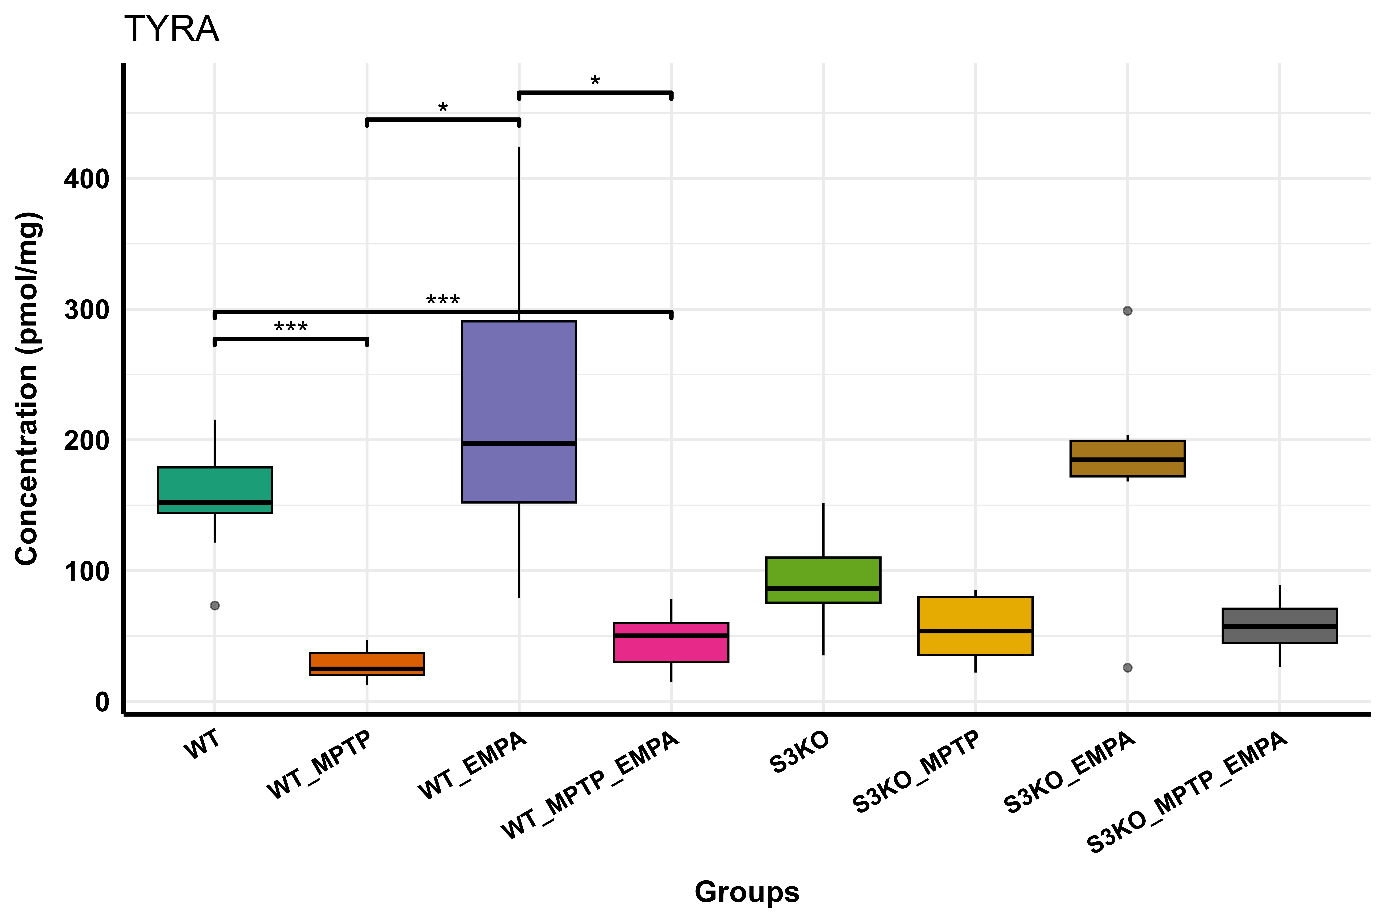 TYRA
Concentration (pmol/mg)
400
300
200
100
0
*
*
***
***
WT
WT_MPTP
WT_EMPA
WT_MPTP_EMPA
S3KO
S3KO_MPTP
S3KO_EMPA
S3KO_MPTP_EMPA
Groups